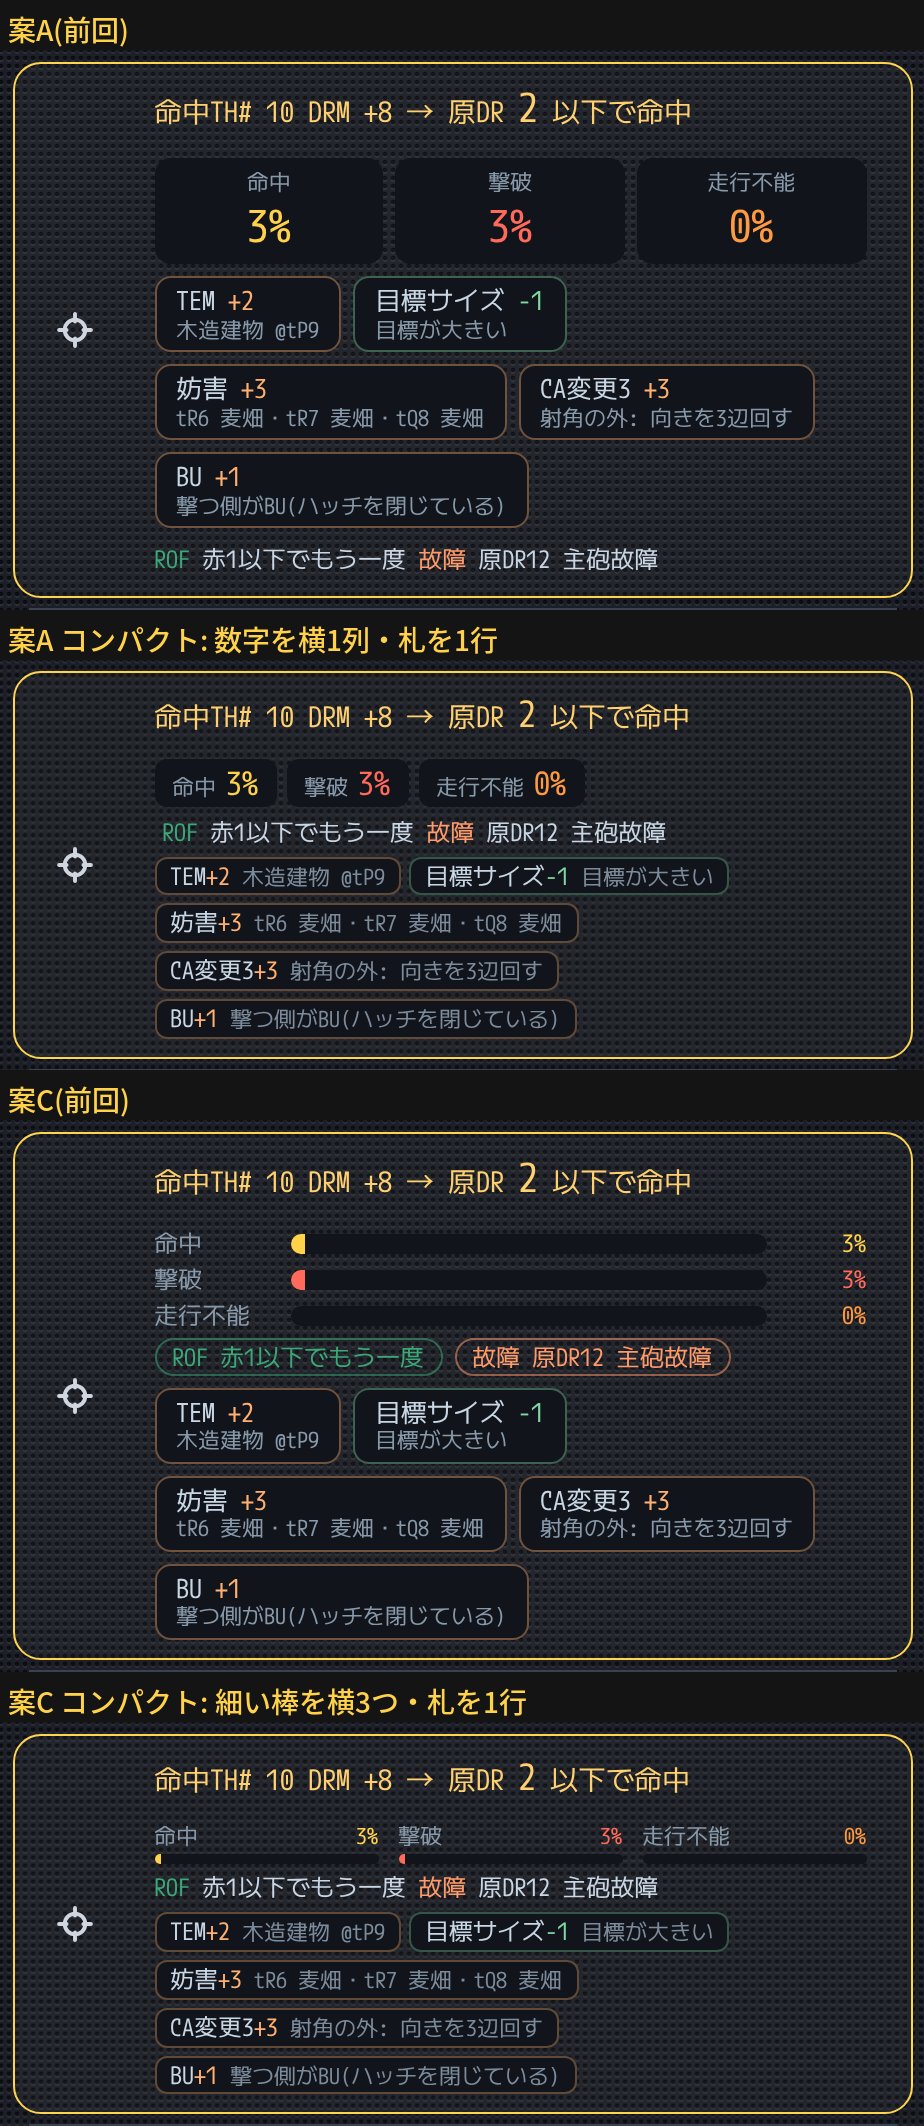 案A(前回)
命中TH# 10 DRM +8 → 原DR 2 以下で命中
命中 撃破 走行不能
3% 3% 0%
TEM +2 目標サイズ -1
木造建物 @tP9 目標が大きい
妨害 +3 CA変更3 +3
tR6 麦畑・tR7 麦畑・tQ8 麦畑 射角の外: 向きを3辺回す
BU +1
撃つ側がBU(ハッチを閉じている)
ROF 赤1以下でもう一度 故障 原DR12 主砲故障
案A コンパクト: 数字を横1列・札を1行
命中TH# 10 DRM +8 → 原DR 2 以下で命中
命中 3% 撃破 3% 走行不能 0%
ROF 赤1以下でもう一度 故障 原DR12 主砲故障
TEM+2 木造建物 @tP9 目標サイズ-1 目標が大きい
妨害+3 tR6 麦畑・tR7 麦畑・tQ8 麦畑
CA変更3+3 射角の外: 向きを3辺回す
BU+1 撃つ側がBU(ハッチを閉じている)
案C(前回)
命中TH# 10 DRM +8 → 原DR 2 以下で命中
命中 3%
撃破 3%
走行不能 0%
ROF 赤1以下でもう一度 故障 原DR12 主砲故障
TEM +2 目標サイズ -1
木造建物 @tP9 目標が大きい
妨害 +3 CA変更3 +3
tR6 麦畑・tR7 麦畑・tQ8 麦畑 射角の外: 向きを3辺回す
BU +1
撃つ側がBU(ハッチを閉じている)
案C コンパクト: 細い棒を横3つ・札を1行
命中TH# 10 DRM +8 → 原DR 2 以下で命中
命中 3% 撃破 3% 走行不能 0%
ROF 赤1以下でもう一度 故障 原DR12 主砲故障
TEM+2 木造建物 @tP9 目標サイズ-1 目標が大きい
妨害+3 tR6 麦畑・tR7 麦畑・tQ8 麦畑
CA変更3+3 射角の外: 向きを3辺回す
BU+1 撃つ側がBU(ハッチを閉じている)